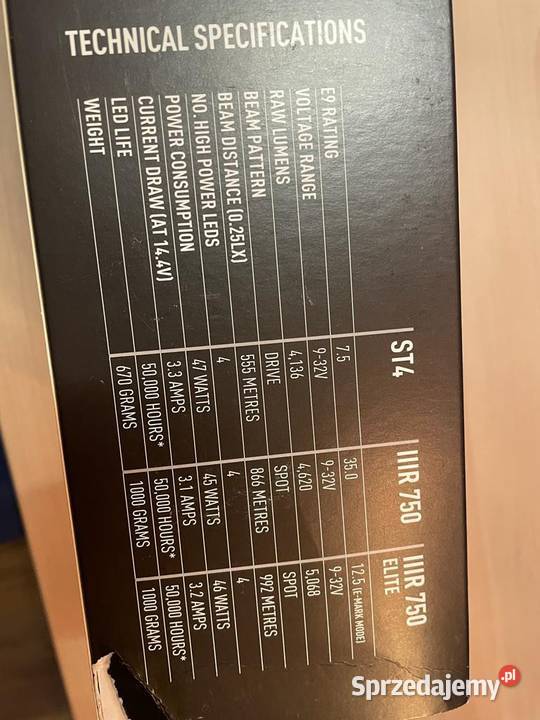 TECHNICAL SPECIFICATIONS
ST4 IIIR 750 IIIR 750
ELITE
E9 RATING 7.5 35.0 12.5 (E-MARK MODE)
VOLTAGE RANGE 9-32V 9-32V 9-32V
RAW LUMENS 4,136 4,620 5,068
BEAM PATTERN DRIVE SPOT SPOT
BEAM DISTANCE (0.25LX) 555 METRES 866 METRES 992 METRES
NO. HIGH POWER LEDS 4 4 4
POWER CONSUMPTION 47 WATTS 45 WATTS 46 WATTS
CURRENT DRAW (AT 14.4V) 3.3 AMPS 3.1 AMPS 3.2 AMPS
LED LIFE 50,000 HOURS* 50,000 HOURS* 50,000 HOURS*
WEIGHT 670 GRAMS 1000 GRAMS 1000 GRAMS
Sprzedajemy.pl